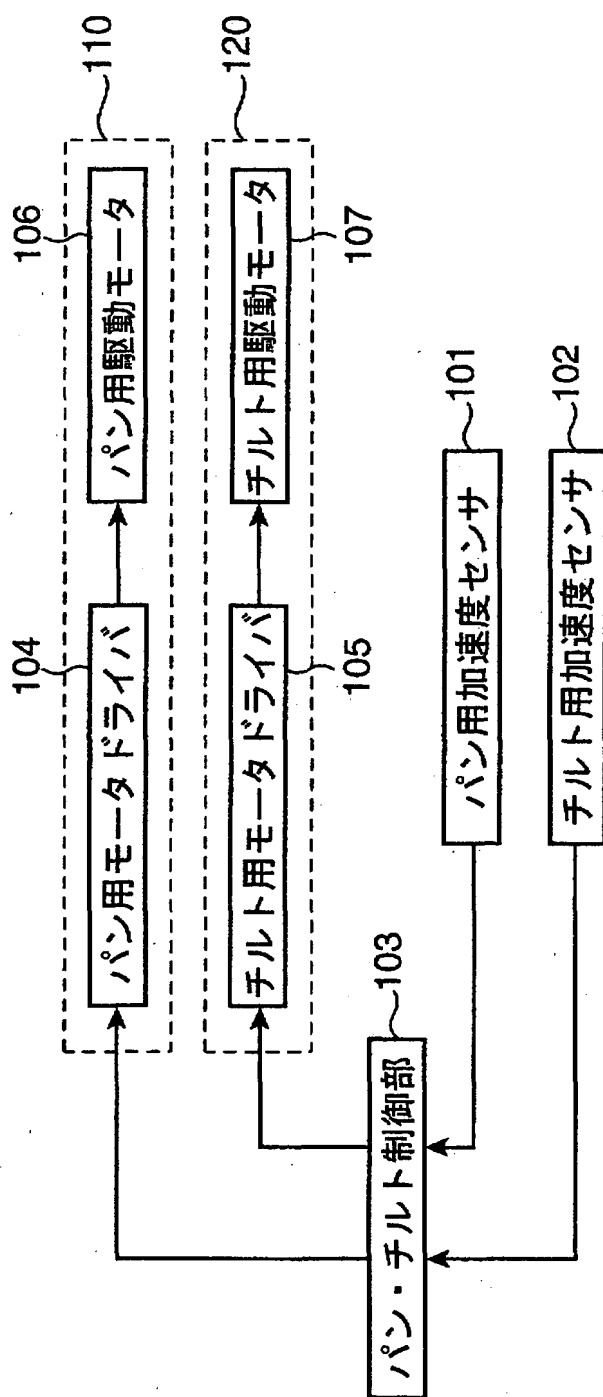 110
106
パン用駆動モータ
104
パン用モータドライバ
120
チルト用駆動モータ
107
チルト用モータドライバ
105
103
パン・チルト制御部
101
パン用加速度センサ
102
チルト用加速度センサ